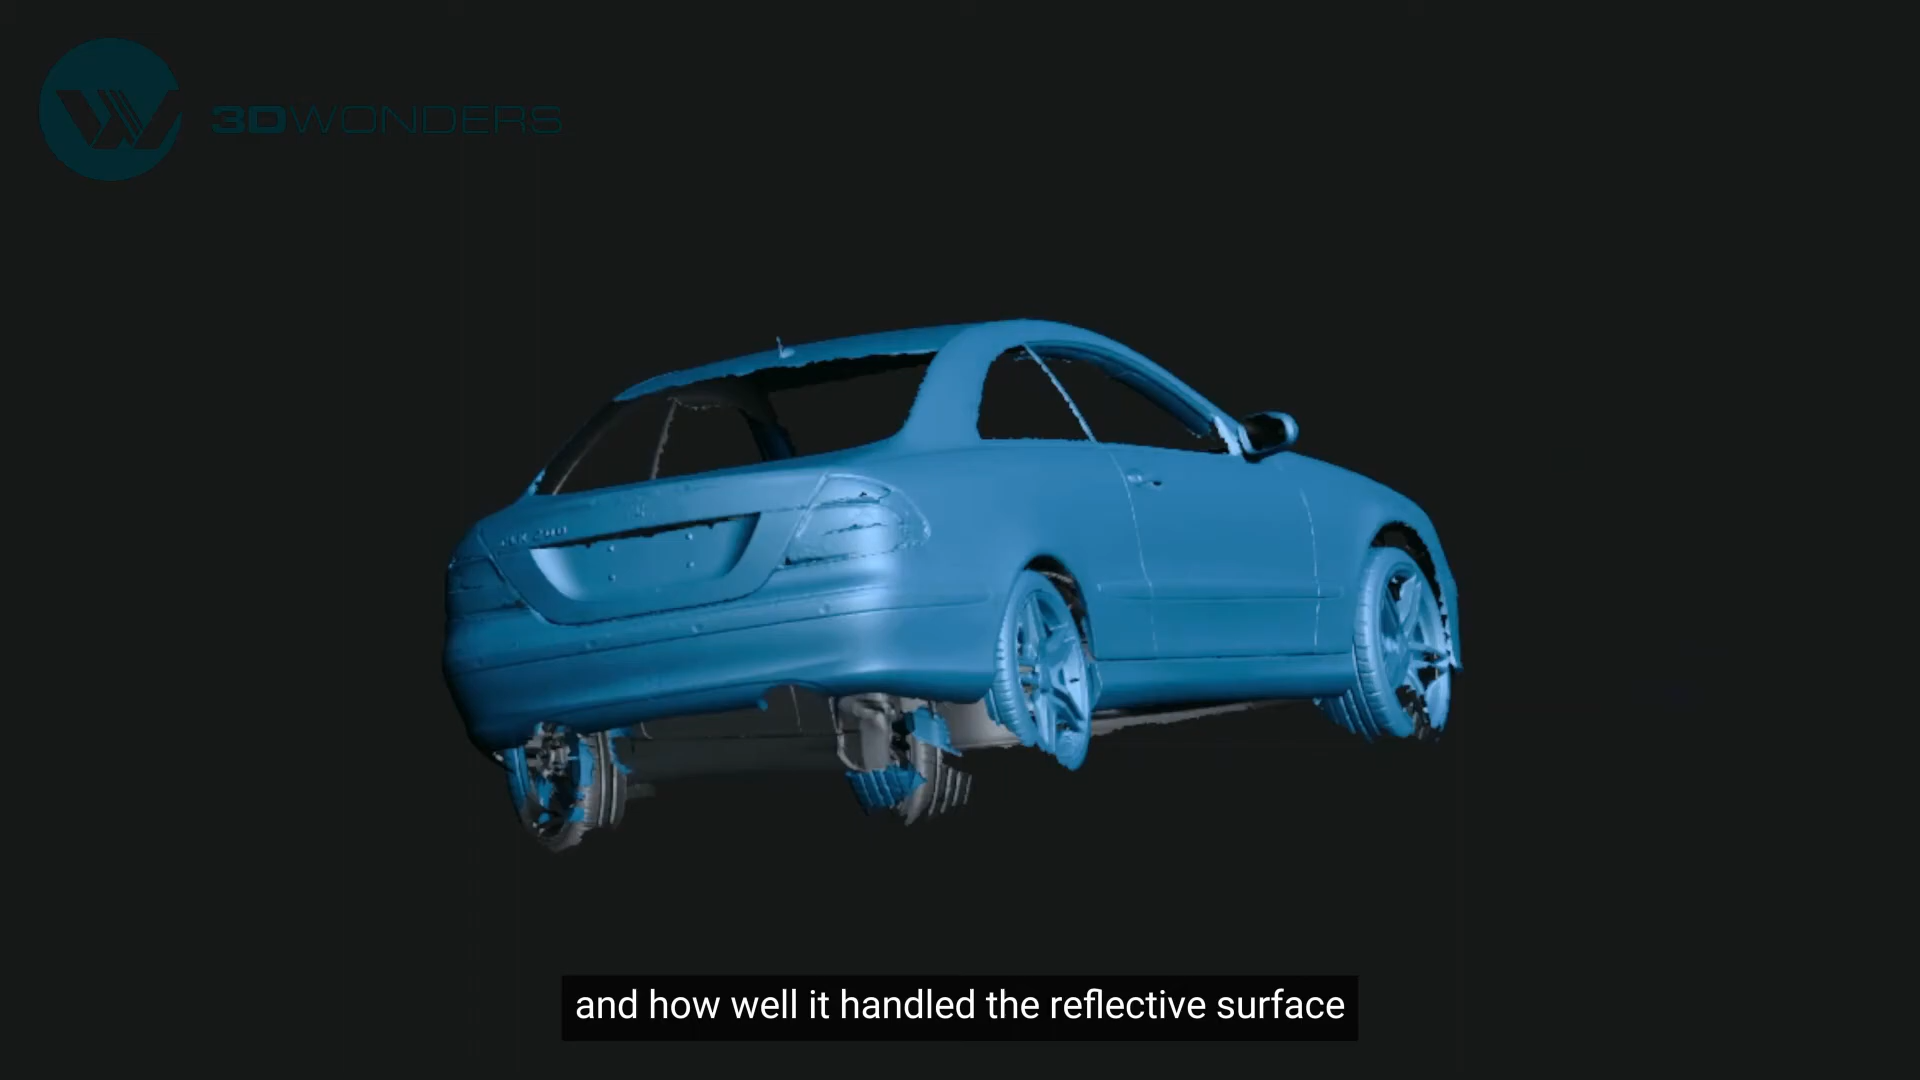 3DWONDERS
and how well it handled the reflective surface